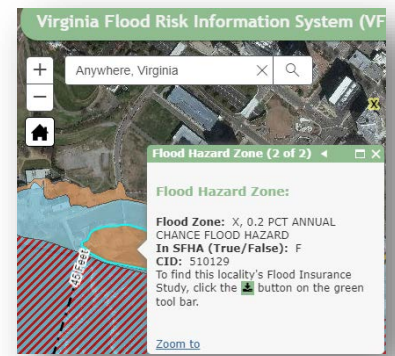 Virginia Flood Risk Information System (VF
+
Anywhere, Virginia
−
X
Flood Hazard Zone (2 of 2)
Flood Hazard Zone:
Flood Zone: X, 0.2 PCT ANNUAL
CHANCE FLOOD HAZARD
In SFHA (True/False): F
CID: 510129
To find this locality's Flood Insurance
Study, click the button on the green
tool bar.
45 Feet
Zoom to